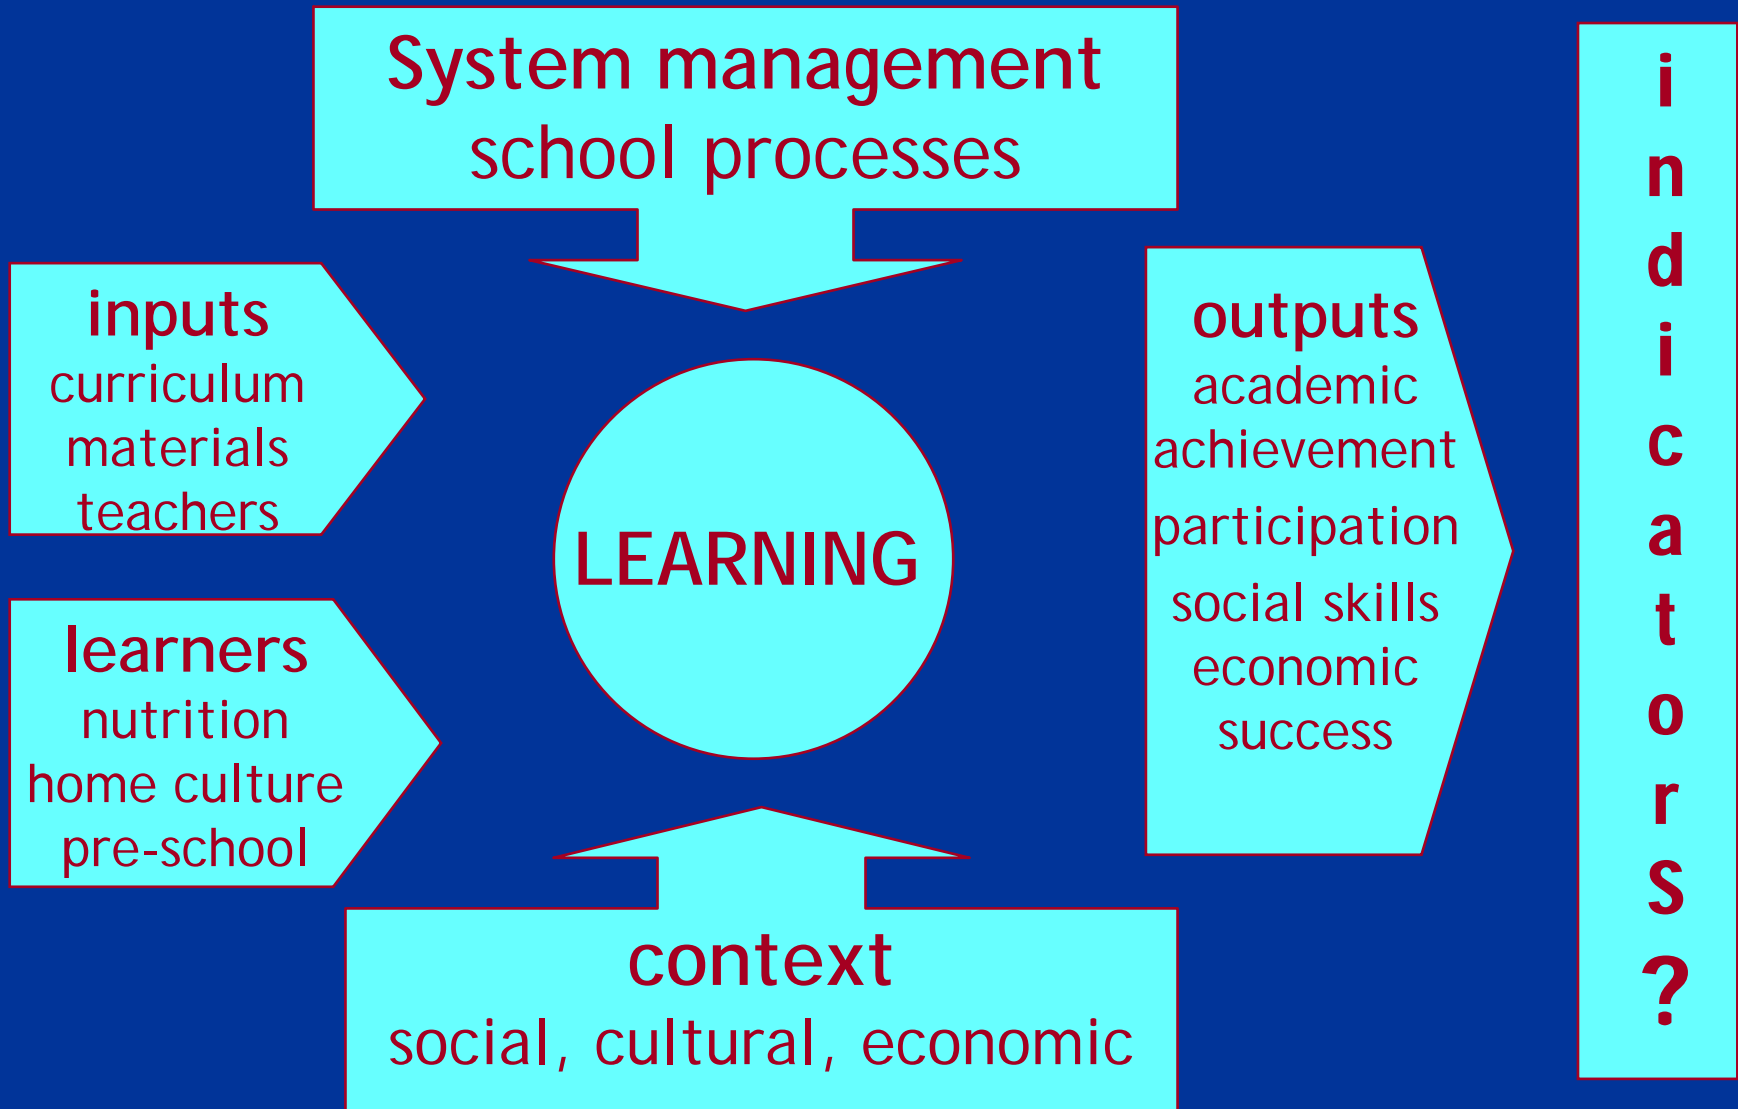 System management
school processes
inputs
curriculum
materials
teachers
learners
nutrition
home culture
pre-school
LEARNING
context
social, cultural, economic
outputs
academic
achievement
participation
social skills
economic
success
i
n
d
i
c
a
t
o
r
s
?